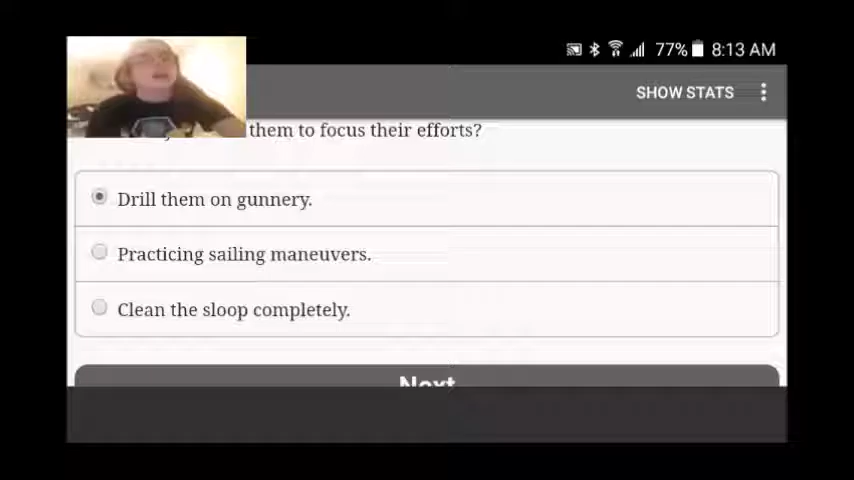 77% 8:13 AM
SHOW STATS
them to focus their efforts?
Drill them on gunnery.
Practicing sailing maneuvers.
Clean the sloop completely.
Next